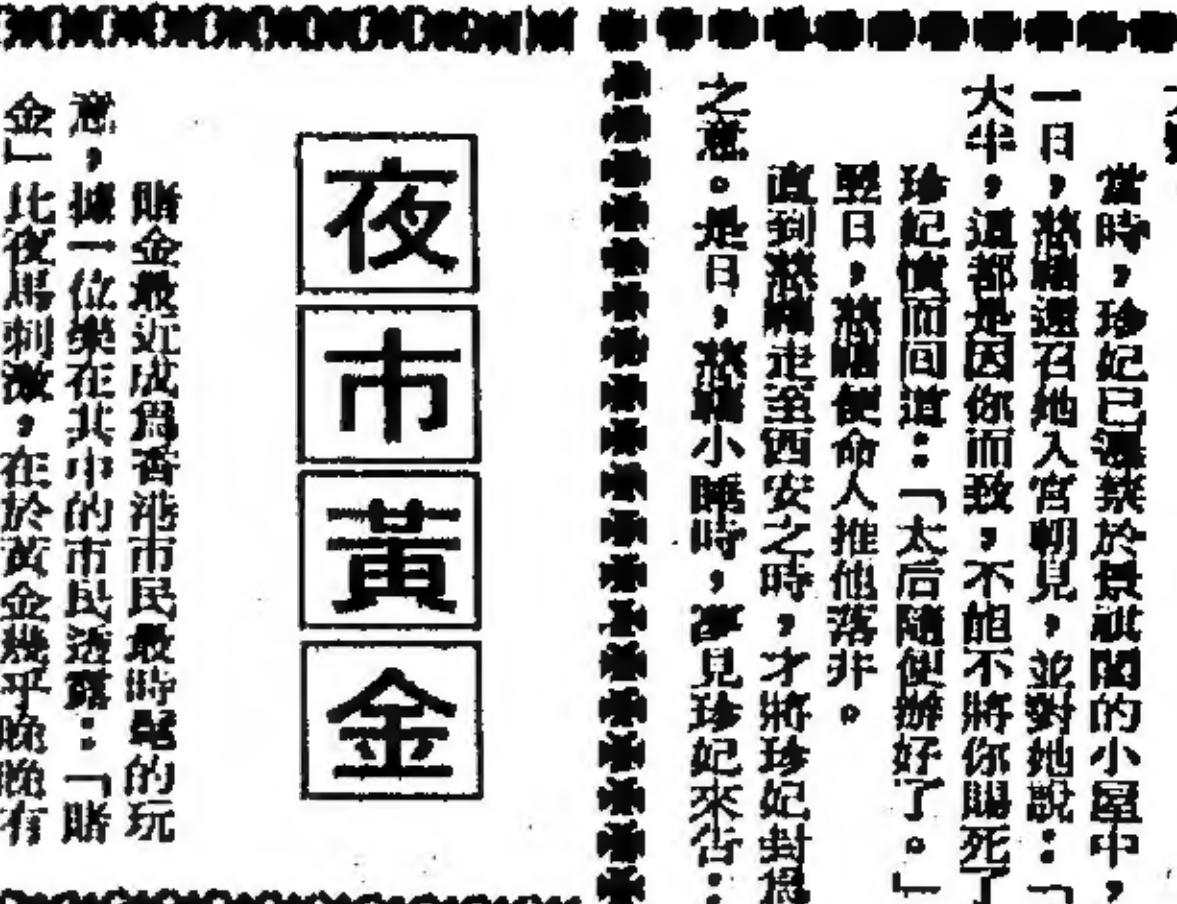 當時，珍妃已遭禁於景祺閣的小屋中，
一日，慈禧還召她入宮朝見，並對她說：「
大半，這都是因你而致，不能不將你賜死了
珍妃憤而回道：「太后隨便辦好了。」
翌日，慈禧便命人推他落井。
直到慈禧走至西安之時，才將珍妃封爲
之意。是日，慈禧小睡時，夢見珍妃來告：
夜市黃金
賭金最近成爲香港市民最時髦的玩
意，據一位樂在其中的市民透露：「賭
金」比夜馬刺激，在於黃金幾乎晚晚有